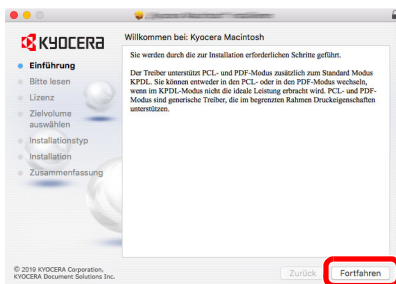 KYOCERA
Willkommen bei: Kyocera Macintosh
Einführung
Bitte lesen
Lizenz
Zielvolume
auswählen
Installationstyp
Installation
Zusammenfassung
Sie werden durch die zur Installation erforderlichen Schritte geführt.
Der Treiber unterstützt PCL- und PDF-Modus zusätzlich zum Standard Modus
KPDL. Sie können entweder in den PCL- oder in den PDF-Modus wechseln,
wenn im KPDL-Modus nicht die ideale Leistung erbracht wird. PCL- und PDF-
Modus sind generische Treiber, die im begrenzten Rahmen Druckeigenschaften
unterstützen.
© 2019 KYOCERA Corporation,
KYOCERA Document Solutions Inc.
Zurück
Fortfahren